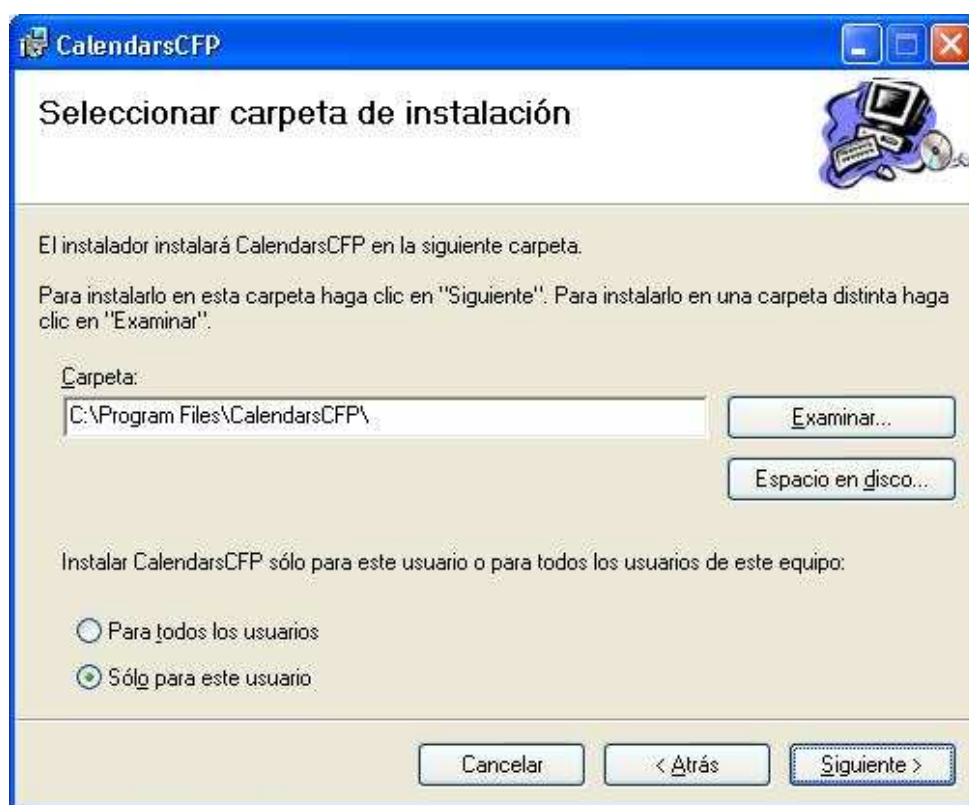 CalendarsCFP
Seleccionar carpeta de instalación
El instalador instalará CalendarsCFP en la siguiente carpeta.
Para instalarlo en esta carpeta haga clic en "Siguiente". Para instalarlo en una carpeta distinta haga
clic en "Examinar".
Carpeta:
C:\Program Files\CalendarsCFP\
Examinar...
Espacio en disco...
Instalar CalendarsCFP sólo para este usuario o para todos los usuarios de este equipo:
Para todos los usuarios
Sólo para este usuario
Cancelar
< Atrás
Siguiente >